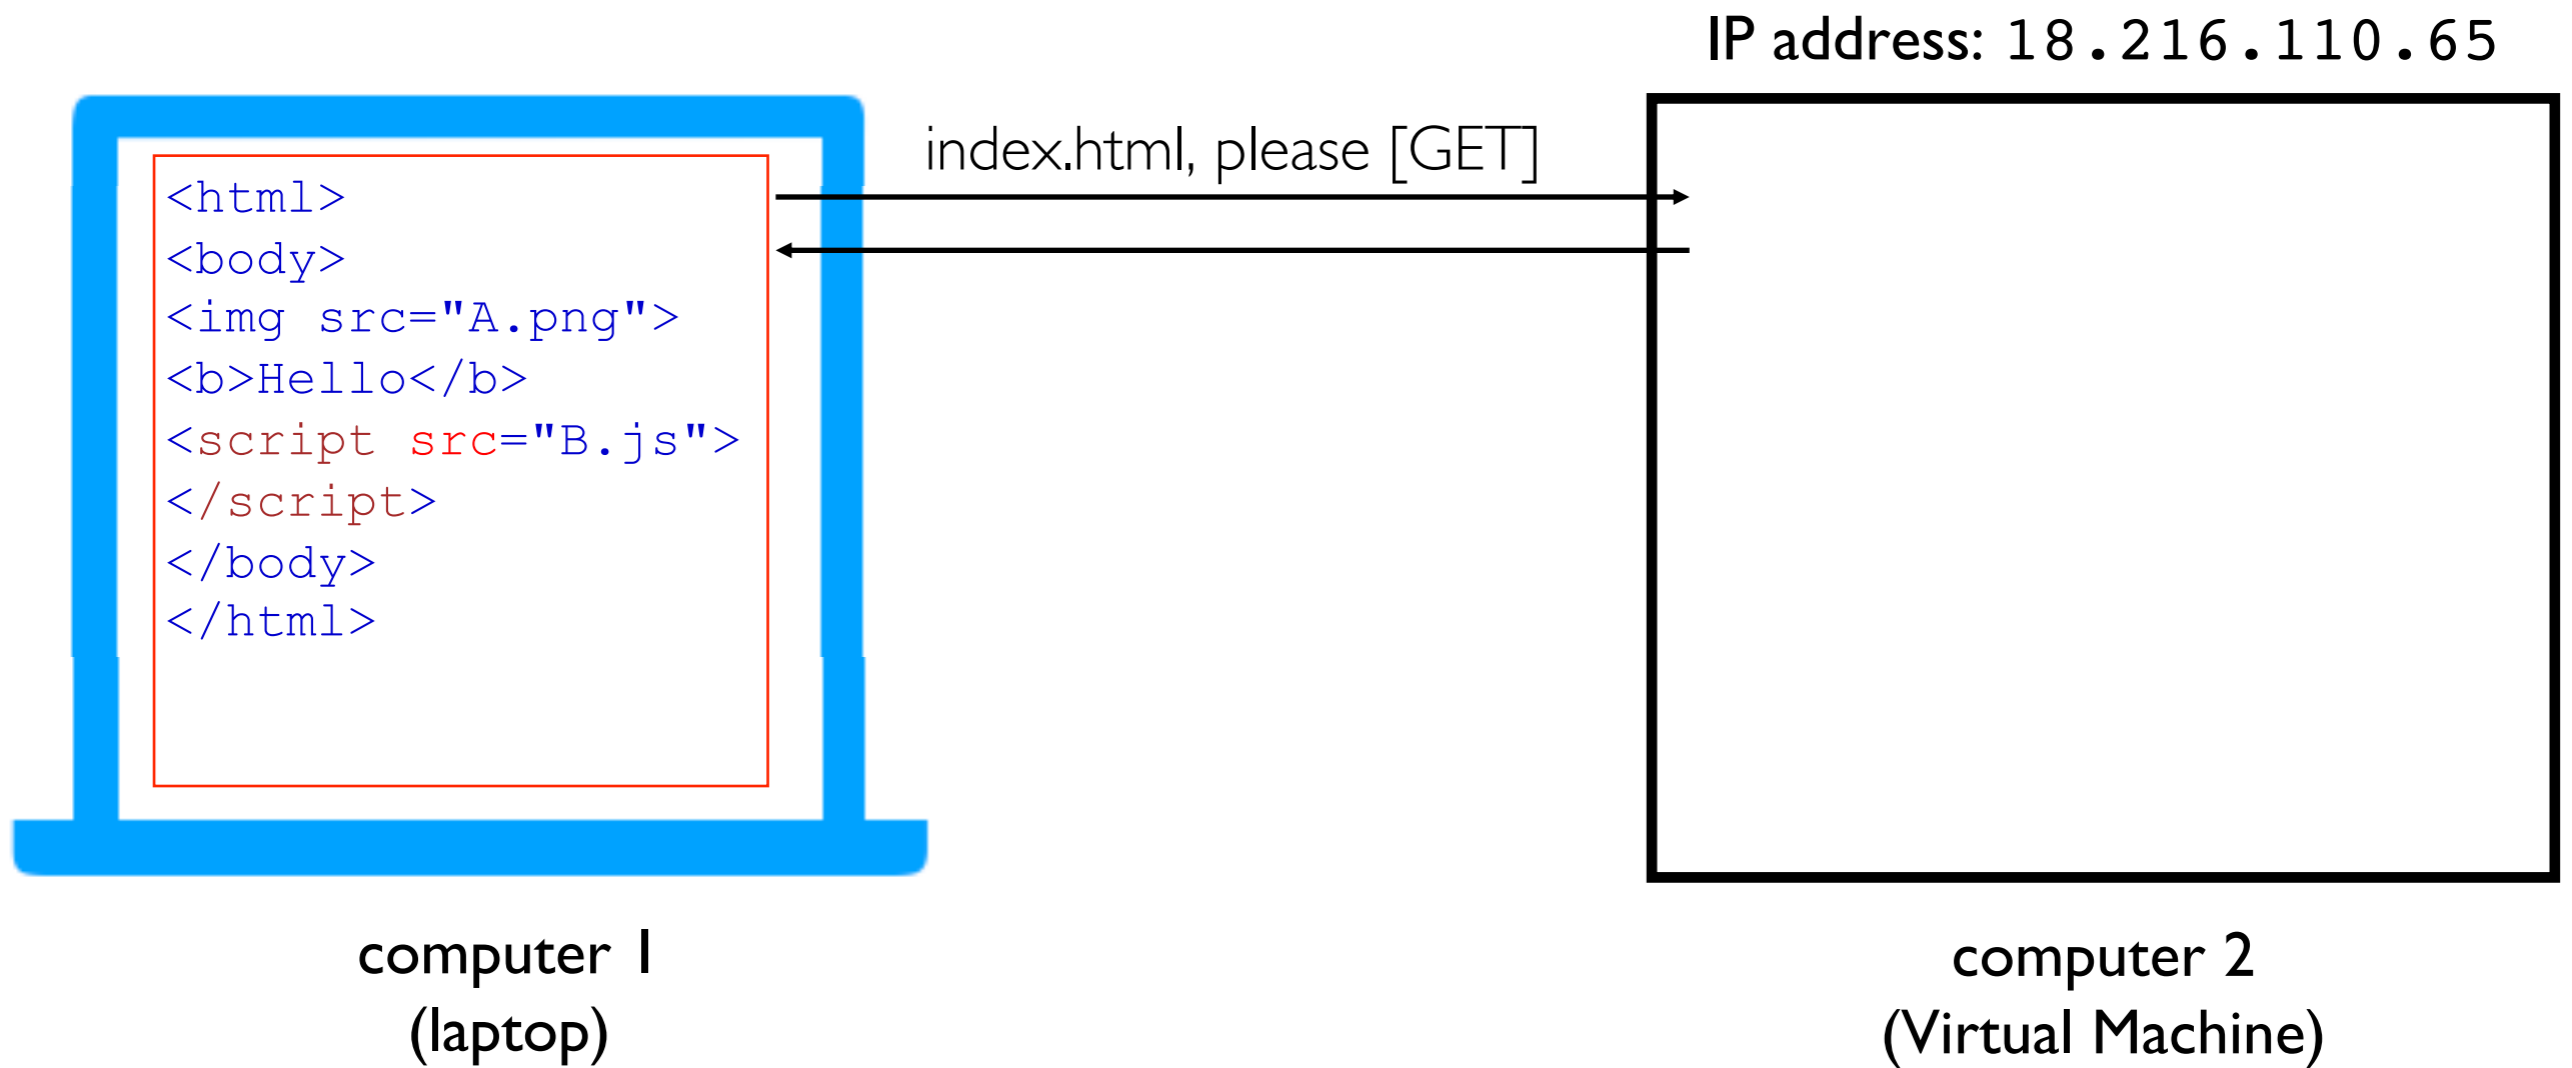 IP address: 18.216.110.65
index.html, please [GET]
<html>
<body>
<img src="A.png">
<b>Hello</b>
<script src="B.js">
</script>
</body>
</html>
computer 1
(laptop)
computer 2
(Virtual Machine)